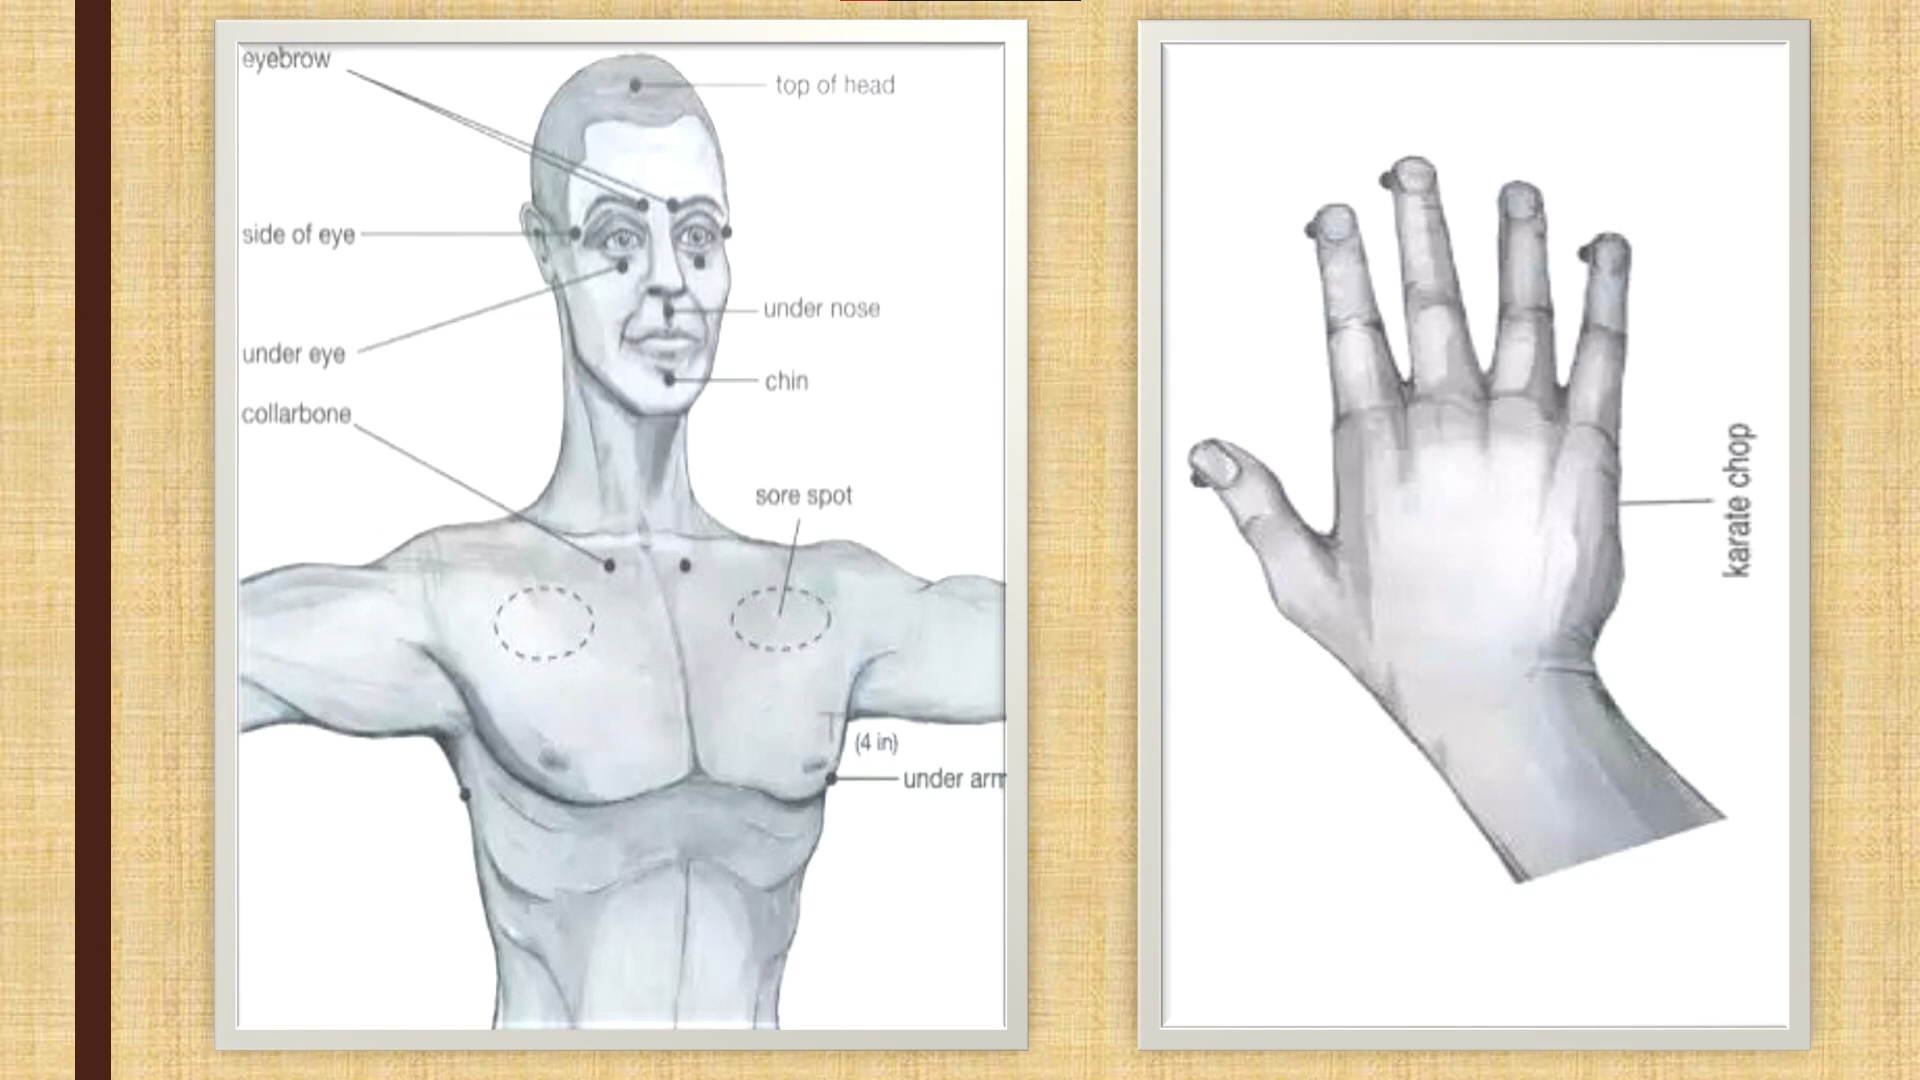 eyebrow
top of head
side of eye
under nose
under eye
chin
collarbone
sore spot
(4 in)
under arm
karate chop